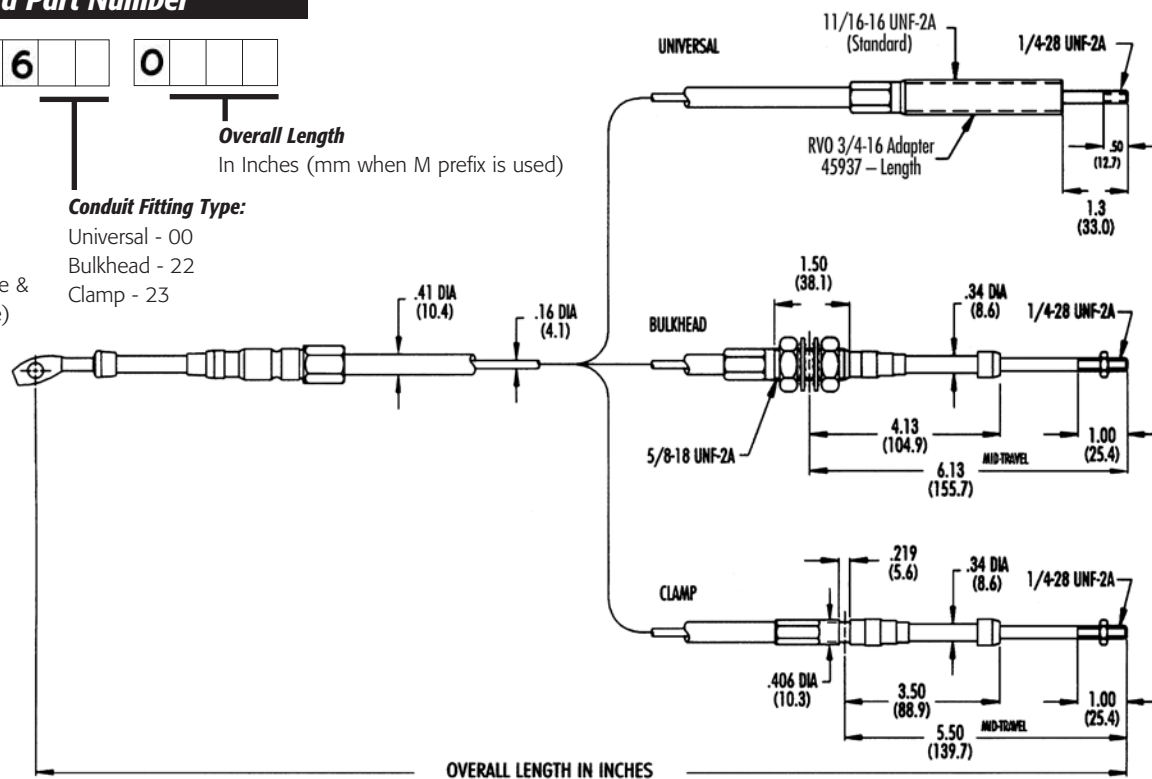 Part Number
6 0
Overall Length
In Inches (mm when M prefix is used)
Conduit Fitting Type:
Universal - 00
Bulkhead - 22
Clamp - 23
&
UNIVERSAL
11/16-16 UNF-2A
(Standard)
1/4-28 UNF-2A
RVO 3/4-16 Adapter
45937 – Length
.50
(12.7)
1.3
(33.0)
.41 DIA
(10.4)
.16 DIA
(4.1)
BULKHEAD
1.50
(38.1)
.34 DIA
(8.6)
1/4-28 UNF-2A
5/8-18 UNF-2A
4.13
(104.9)
MID-TRAVEL
6.13
(155.7)
1.00
(25.4)
CLAMP
.219
(5.6)
.34 DIA
(8.6)
1/4-28 UNF-2A
.406 DIA
(10.3)
3.50
(88.9)
MID-TRAVEL
5.50
(139.7)
1.00
(25.4)
OVERALL LENGTH IN INCHES